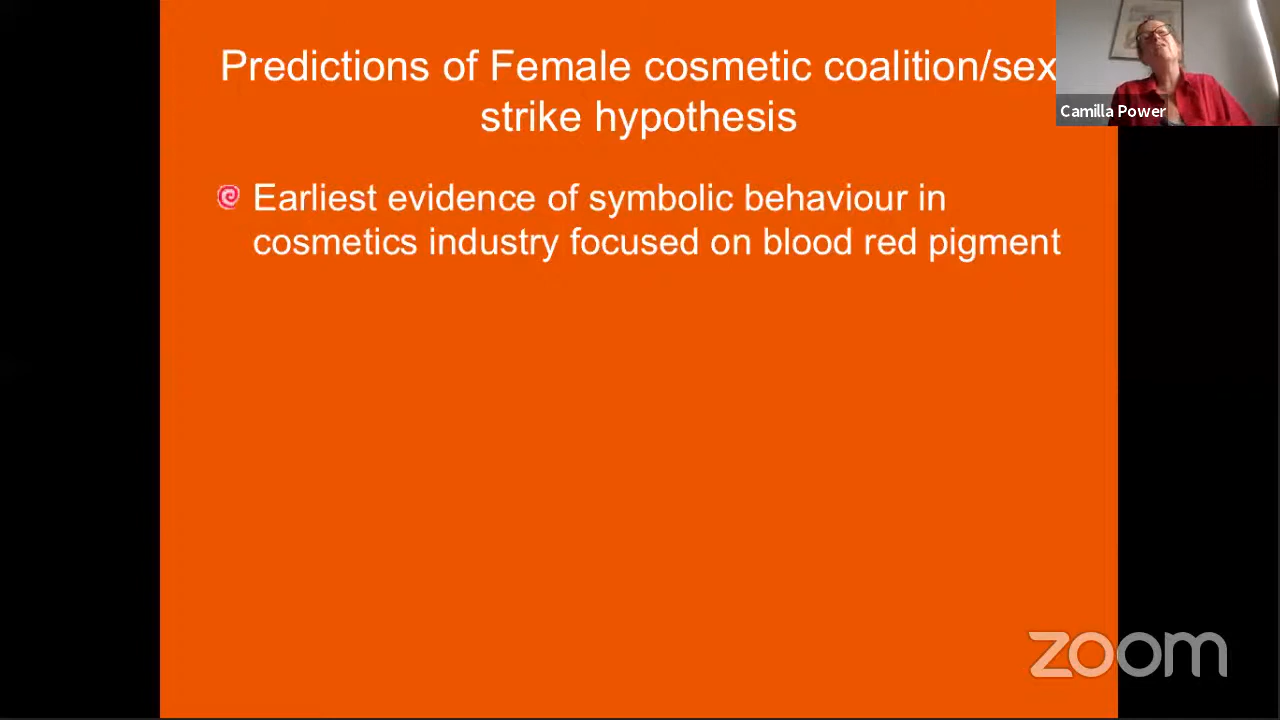 Predictions of Female cosmetic coalition/sex
strike hypothesis
Camilla Power
Earliest evidence of symbolic behaviour in
cosmetics industry focused on blood red pigment
zoom